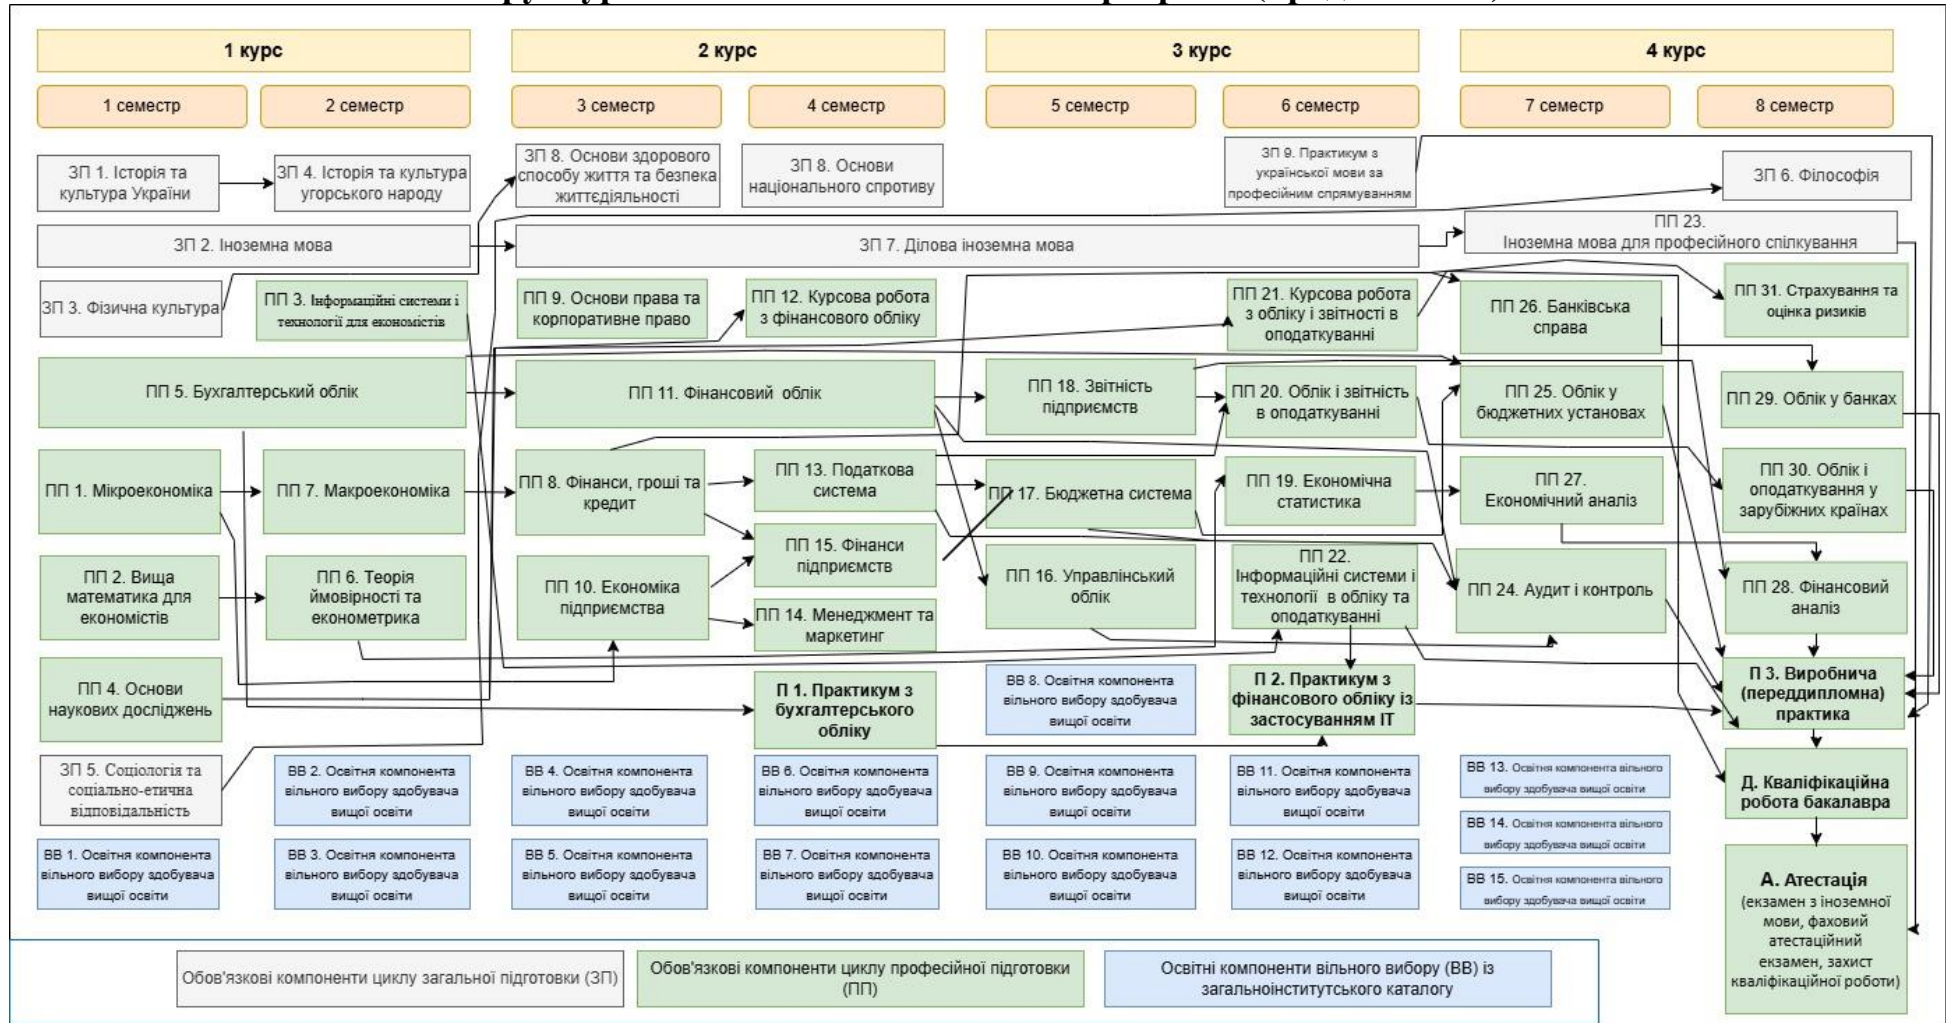 1 курс
2 курс
3 курс
4 курс
1 семестр
2 семестр
3 семестр
4 семестр
5 семестр
6 семестр
7 семестр
8 семестр
ЗП 1. Історія та
культура України
ЗП 4. Історія та культура
угорського народу
ЗП 8. Основи здорового
способу життя та безпека
життєдіяльності
ЗП 8. Основи
національного спротиву
ЗП 9. Практикум з
української мови за
професійним спрямуванням
ЗП 6. Філософія
ЗП 2. Іноземна мова
ЗП 7. Ділова іноземна мова
ПП 23.
Іноземна мова для професійного спілкування
ЗП 3. Фізична культура
ПП 3. Інформаційні системи і
технології для економістів
ПП 9. Основи права та
корпоративне право
ПП 12. Курсова робота
з фінансового обліку
ПП 21. Курсова робота
з обліку і звітності в
оподаткуванні
ПП 26. Банківська
справа
ПП 31. Страхування та
оцінка ризиків
ПП 5. Бухгалтерський облік
ПП 11. Фінансовий облік
ПП 18. Звітність
підприємств
ПП 20. Облік і звітність
в оподаткуванні
ПП 25. Облік у
бюджетних установах
ПП 29. Облік у банках
ПП 1. Мікроекономіка
ПП 7. Макроекономіка
ПП 8. Фінанси, гроші та
кредит
ПП 13. Податкова
система
ПП 17. Бюджетна система
ПП 19. Економічна
статистика
ПП 27.
Економічний аналіз
ПП 30. Облік і
оподаткування у
зарубіжних країнах
ПП 2. Вища
математика для
економістів
ПП 6. Теорія
ймовірності та
економетрика
ПП 10. Економіка
підприємства
ПП 15. Фінанси
підприємств
ПП 14. Менеджмент та
маркетинг
ПП 16. Управлінський
облік
ПП 22.
Інформаційні системи і
технології в обліку та
оподаткуванні
ПП 24. Аудит і контроль
ПП 28. Фінансовий
аналіз
ПП 4. Основи
наукових досліджень
П 1. Практикум з
бухгалтерського
обліку
ВВ 8. Освітня компонента
вільного вибору здобувача
вищої освіти
П 2. Практикум з
фінансового обліку із
застосуванням ІТ
П 3. Виробнича
(переддипломна)
практика
ЗП 5. Соціологія та
соціально-етична
відповідальність
ВВ 2. Освітня компонента
вільного вибору здобувача
вищої освіти
ВВ 4. Освітня компонента
вільного вибору здобувача
вищої освіти
ВВ 6. Освітня компонента
вільного вибору здобувача
вищої освіти
ВВ 9. Освітня компонента
вільного вибору здобувача
вищої освіти
ВВ 11. Освітня компонента
вільного вибору здобувача
вищої освіти
ВВ 13. Освітня компонента вільного
вибору здобувача вищої освіти
Д. Кваліфікаційна
робота бакалавра
ВВ 14. Освітня компонента вільного
вибору здобувача вищої освіти
ВВ 1. Освітня компонента
вільного вибору здобувача
вищої освіти
ВВ 3. Освітня компонента
вільного вибору здобувача
вищої освіти
ВВ 5. Освітня компонента
вільного вибору здобувача
вищої освіти
ВВ 7. Освітня компонента
вільного вибору здобувача
вищої освіти
ВВ 10. Освітня компонента
вільного вибору здобувача
вищої освіти
ВВ 12. Освітня компонента
вільного вибору здобувача
вищої освіти
ВВ 15. Освітня компонента вільного
вибору здобувача вищої освіти
А. Атестація
(екзамен з іноземної
мови, фаховий
атестаційний
екзамен, захист
кваліфікаційної роботи)
Обов'язкові компоненти циклу загальної підготовки (ЗП)
Обов'язкові компоненти циклу професійної підготовки
(ПП)
Освітні компоненти вільного вибору (ВВ) із
загальноінститутського каталогу